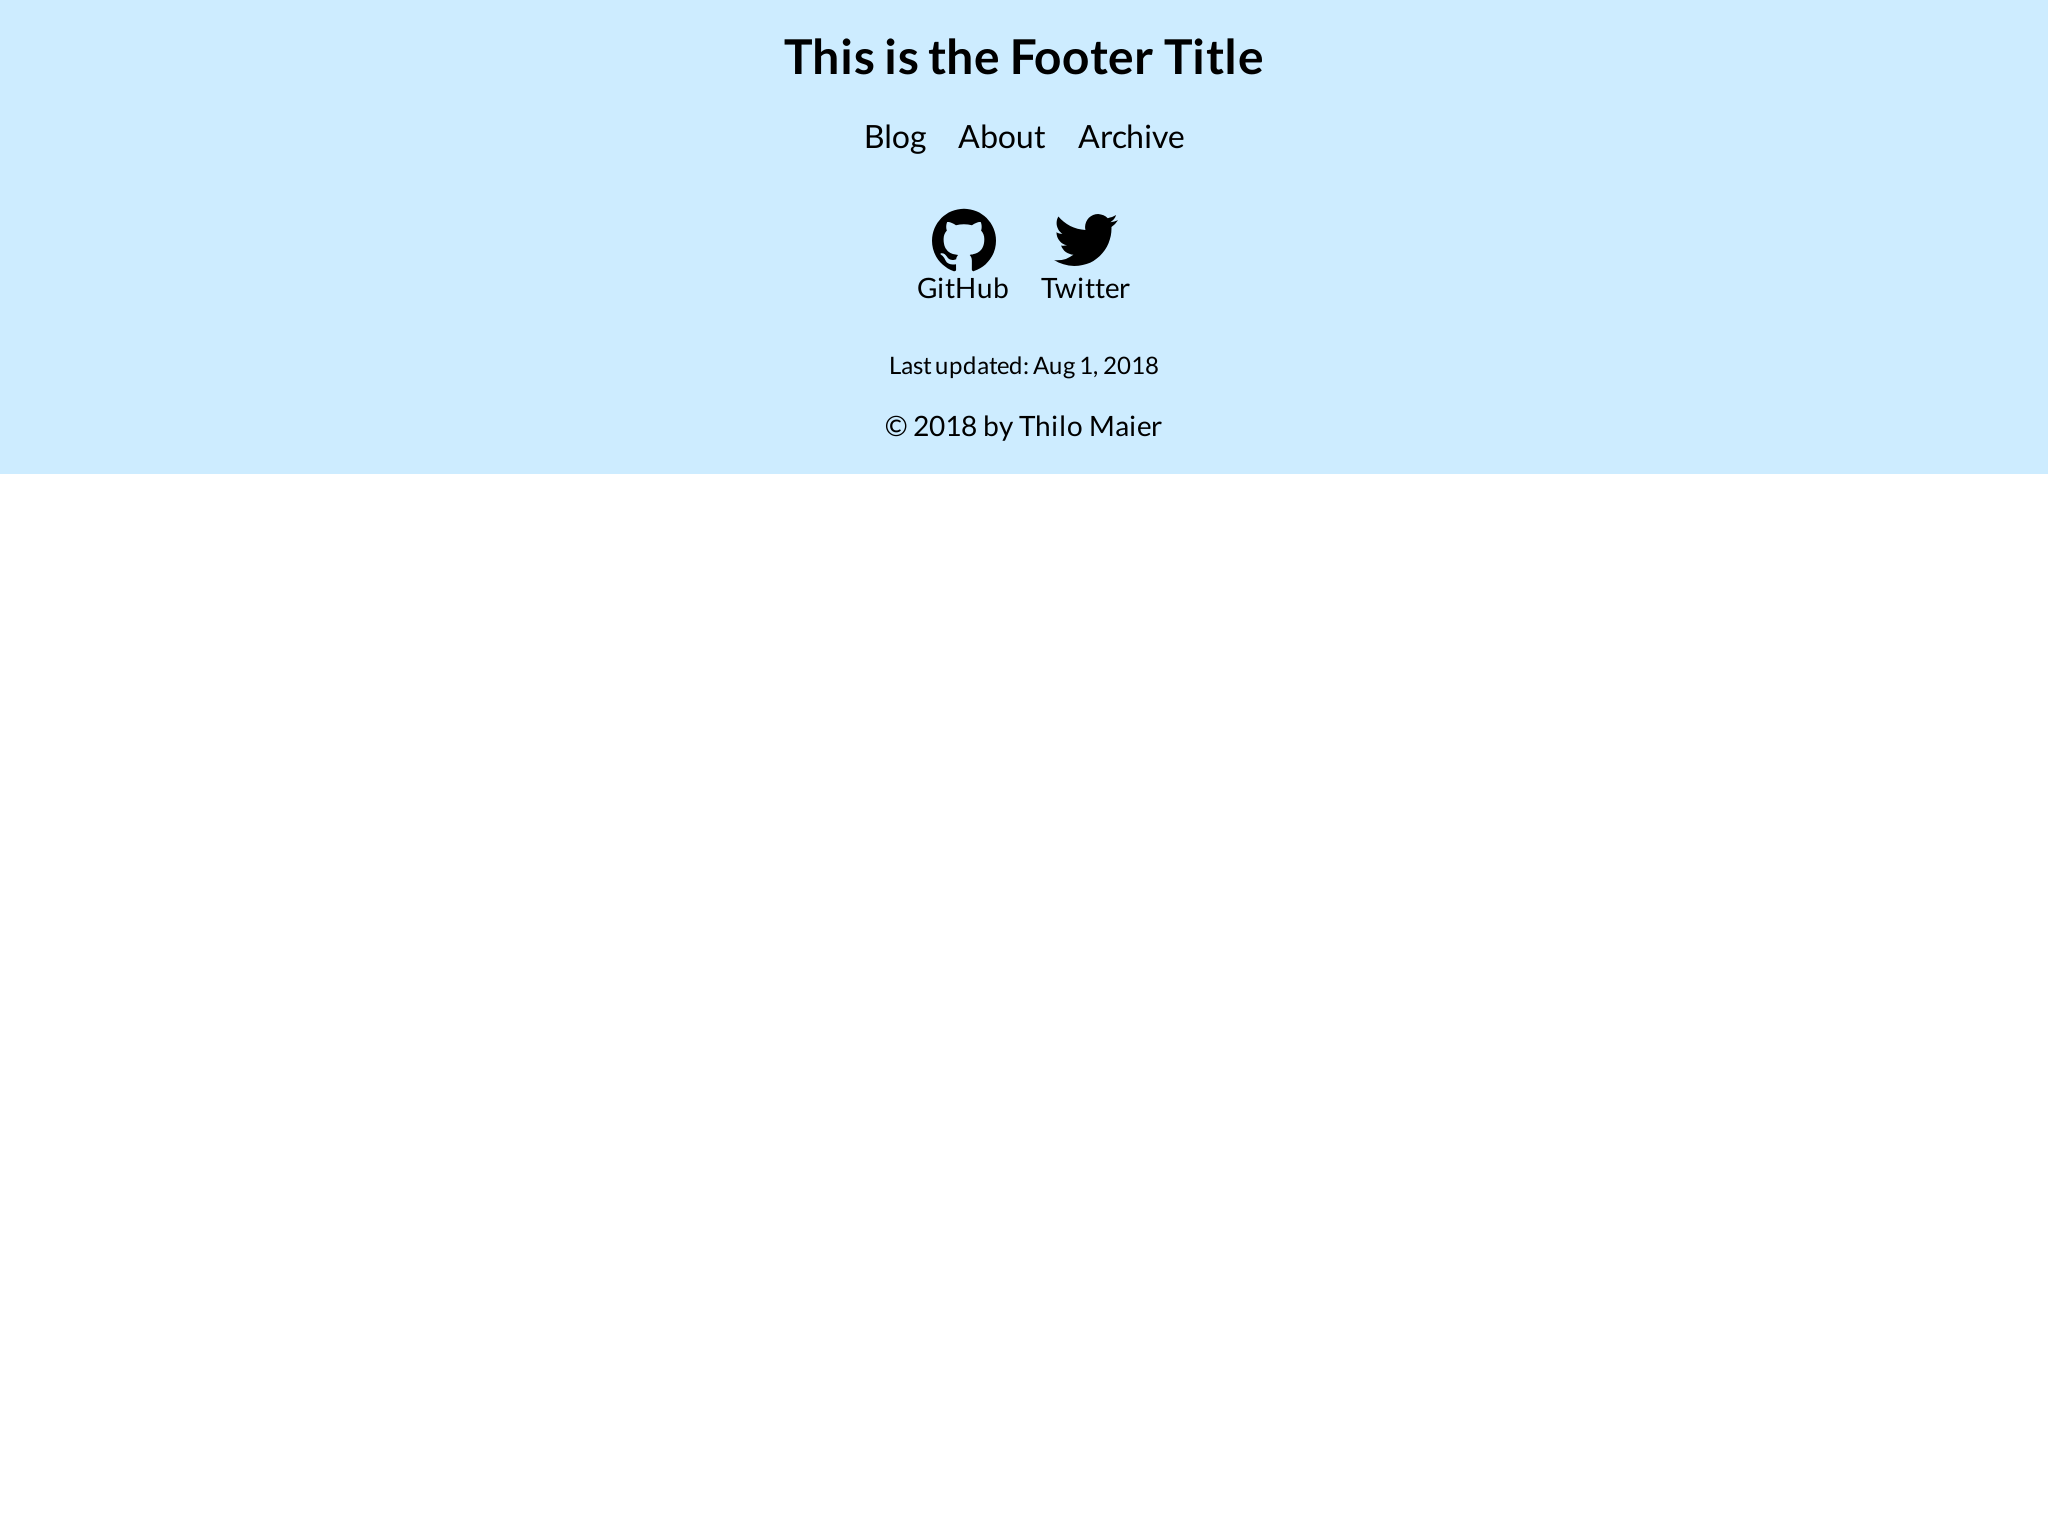 This is the Footer Title
Blog About Archive
GitHub Twitter
Last updated: Aug 1, 2018
© 2018 by Thilo Maier